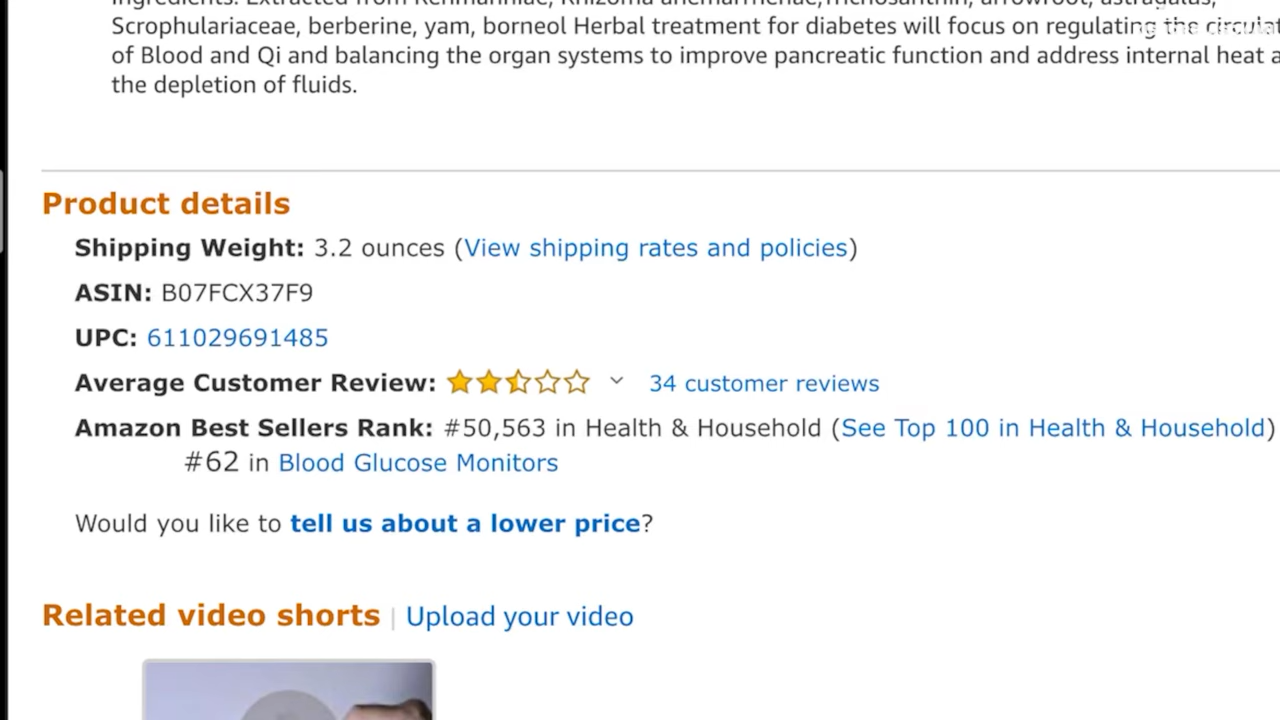 Scrophulariaceae, berberine, yam, borneol Herbal treatment for diabetes will focus on regulating the
of Blood and Qi and balancing the organ systems to improve pancreatic function and address internal heat
the depletion of fluids.
Product details
Shipping Weight: 3.2 ounces (View shipping rates and policies)
ASIN: B07FCX37F9
UPC: 611029691485
Average Customer Review: 34 customer reviews
Amazon Best Sellers Rank: #50,563 in Health & Household (See Top 100 in Health & Household)
#62 in Blood Glucose Monitors
Would you like to tell us about a lower price?
Related video shorts | Upload your video